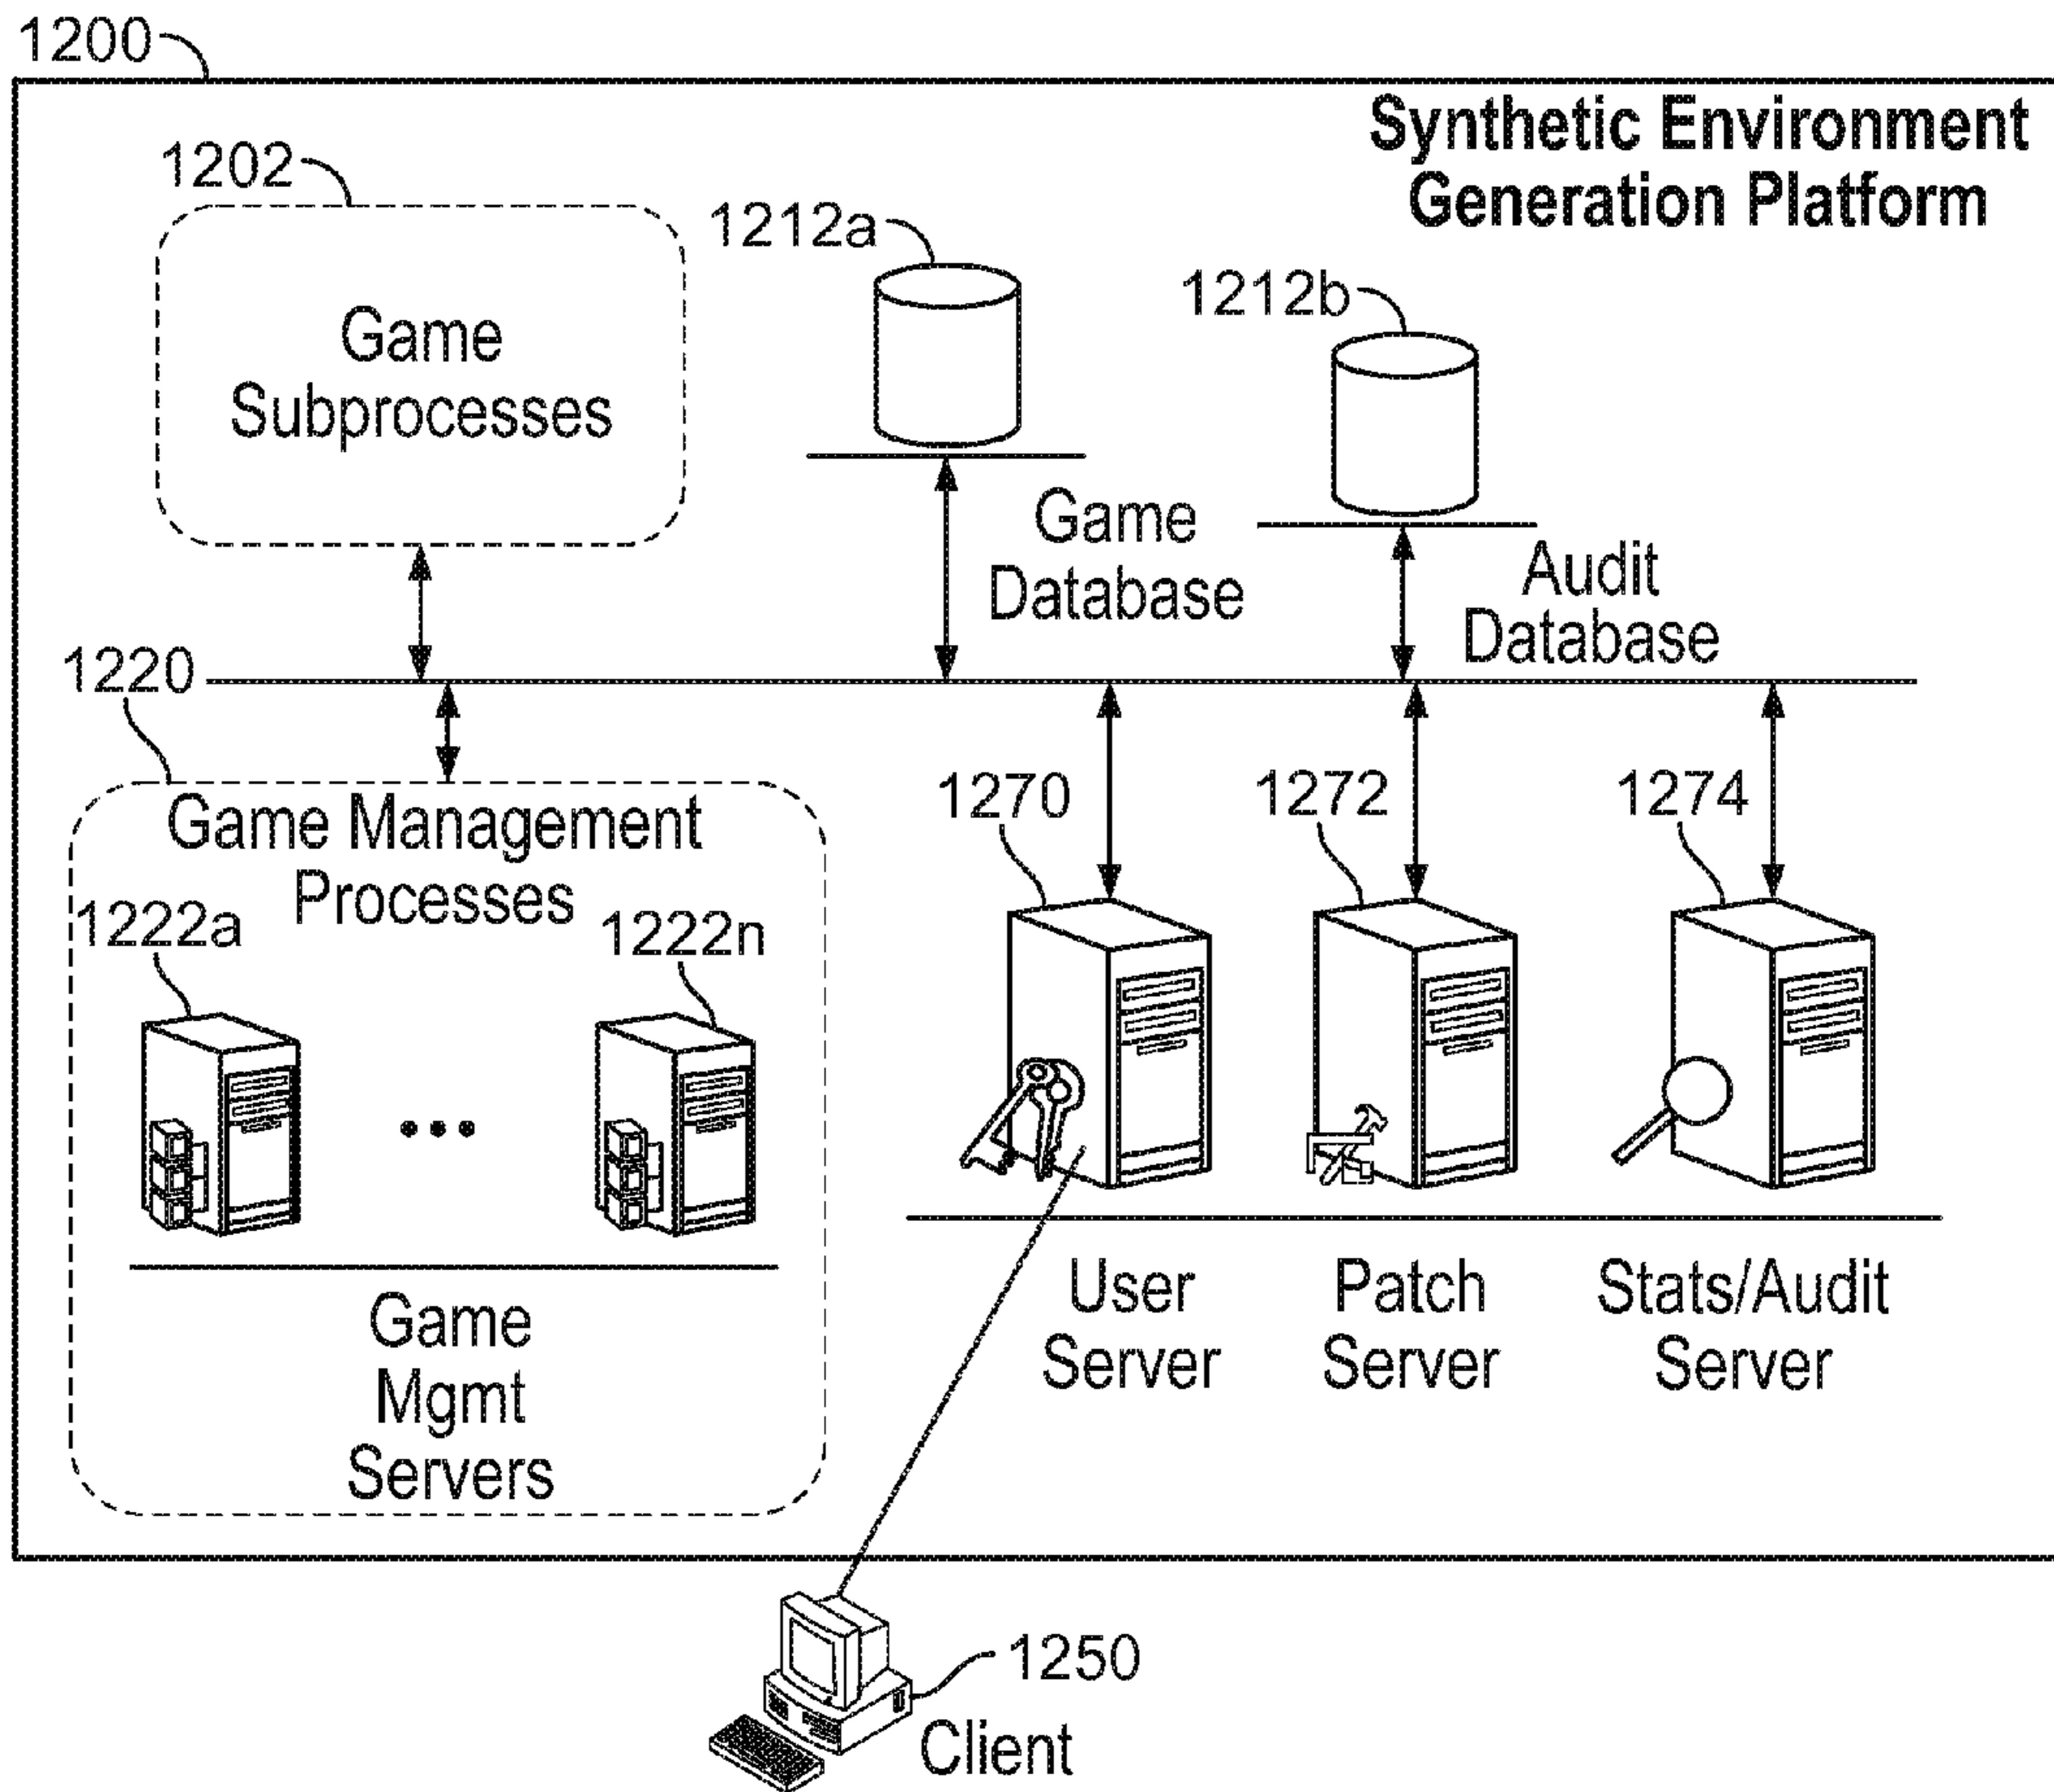 1200
Synthetic Environment
Generation Platform
1202
Game
Subprocesses
1212a
1212b
Game
Database
Audit
Database
1220
Game Management
Processes
1222a
1222n
Game
Mgmt
Servers
1270
1272
1274
User
Server
Patch
Server
Stats/Audit
Server
1250
Client